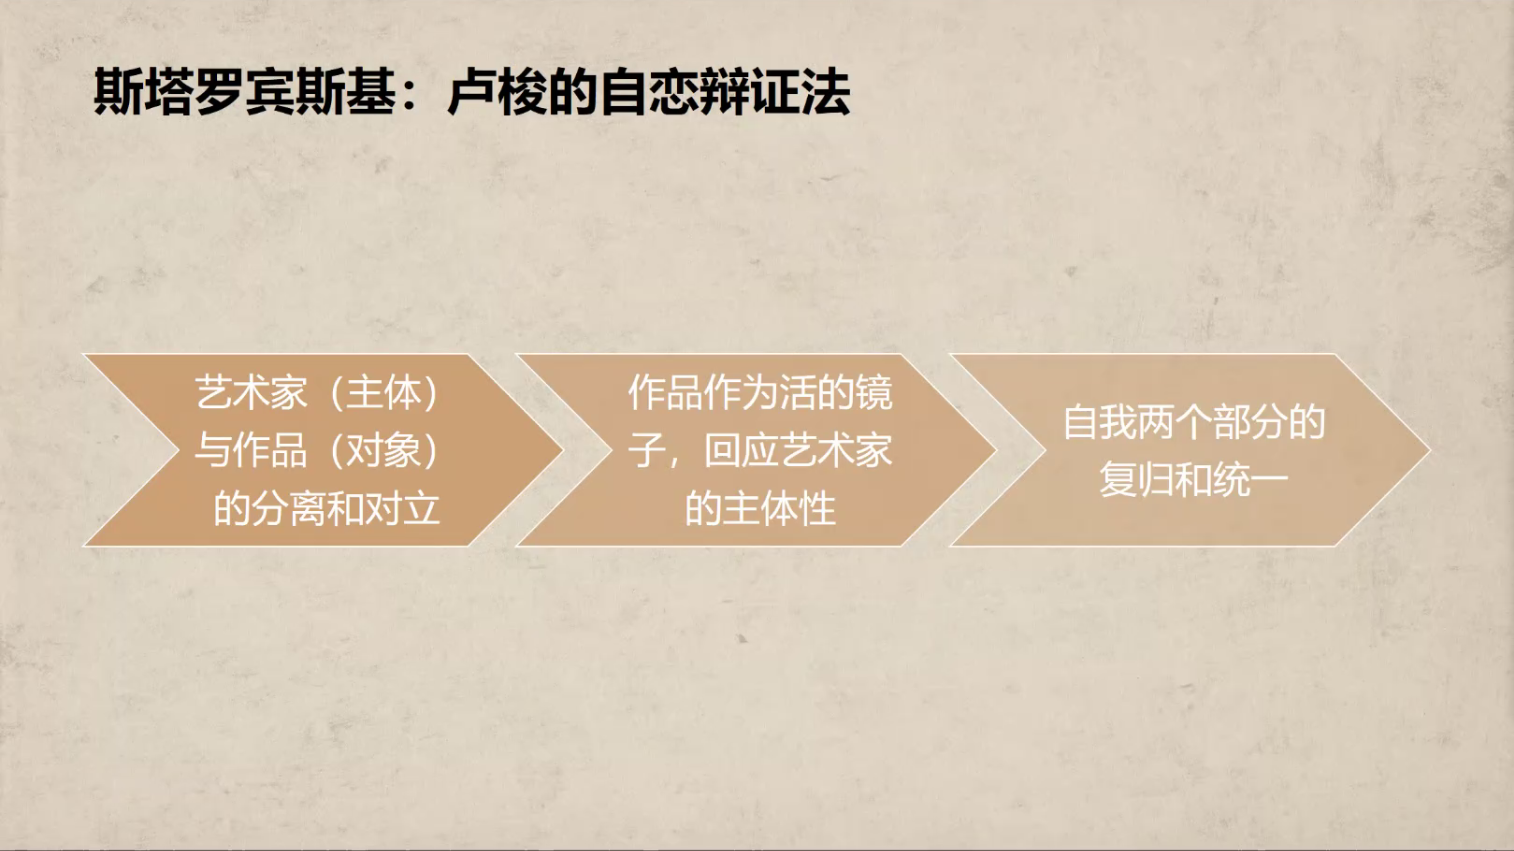 斯塔罗宾斯基：卢梭的自恋辩证法
艺术家（主体）
与作品（对象）
的分离和对立
作品作为活的镜
子，回应艺术家
的主体性
自我两个部分的
复归和统一